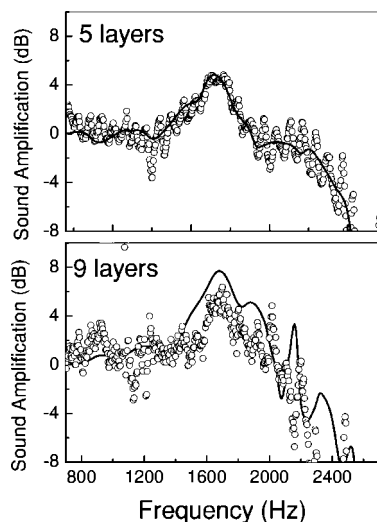 5 layers
Sound Amplification (dB)
8
4
0
-4
-8
9 layers
Sound Amplification (dB)
8
4
0
-4
-8
800 1200 1600 2000 2400
Frequency (Hz)